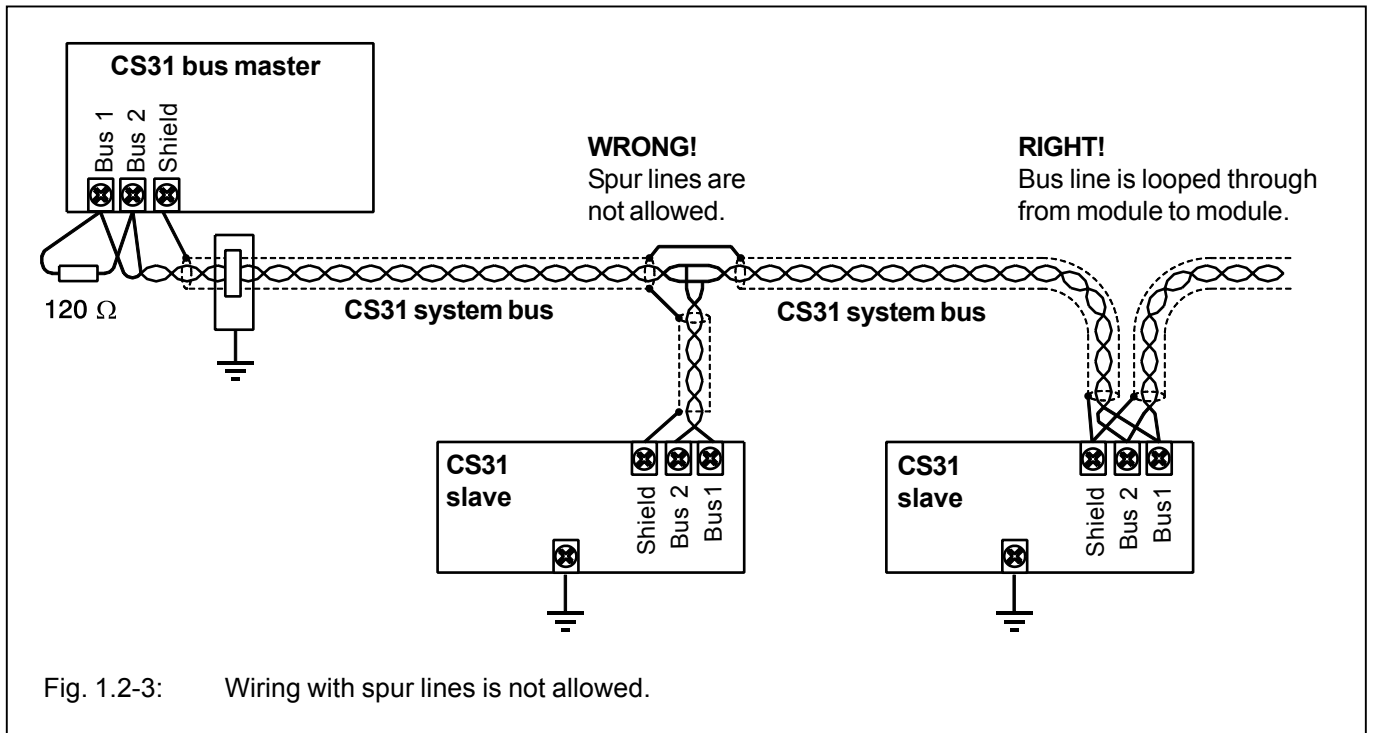 CS31 bus master
Bus 1
Bus 2
Shield
120 Ω
WRONG!
Spur lines are
not allowed.
RIGHT!
Bus line is looped through
from module to module.
CS31 system bus
CS31 system bus
CS31
slave
Shield
Bus 2
Bus1
CS31
slave
Shield
Bus 2
Bus1
Fig. 1.2-3: Wiring with spur lines is not allowed.